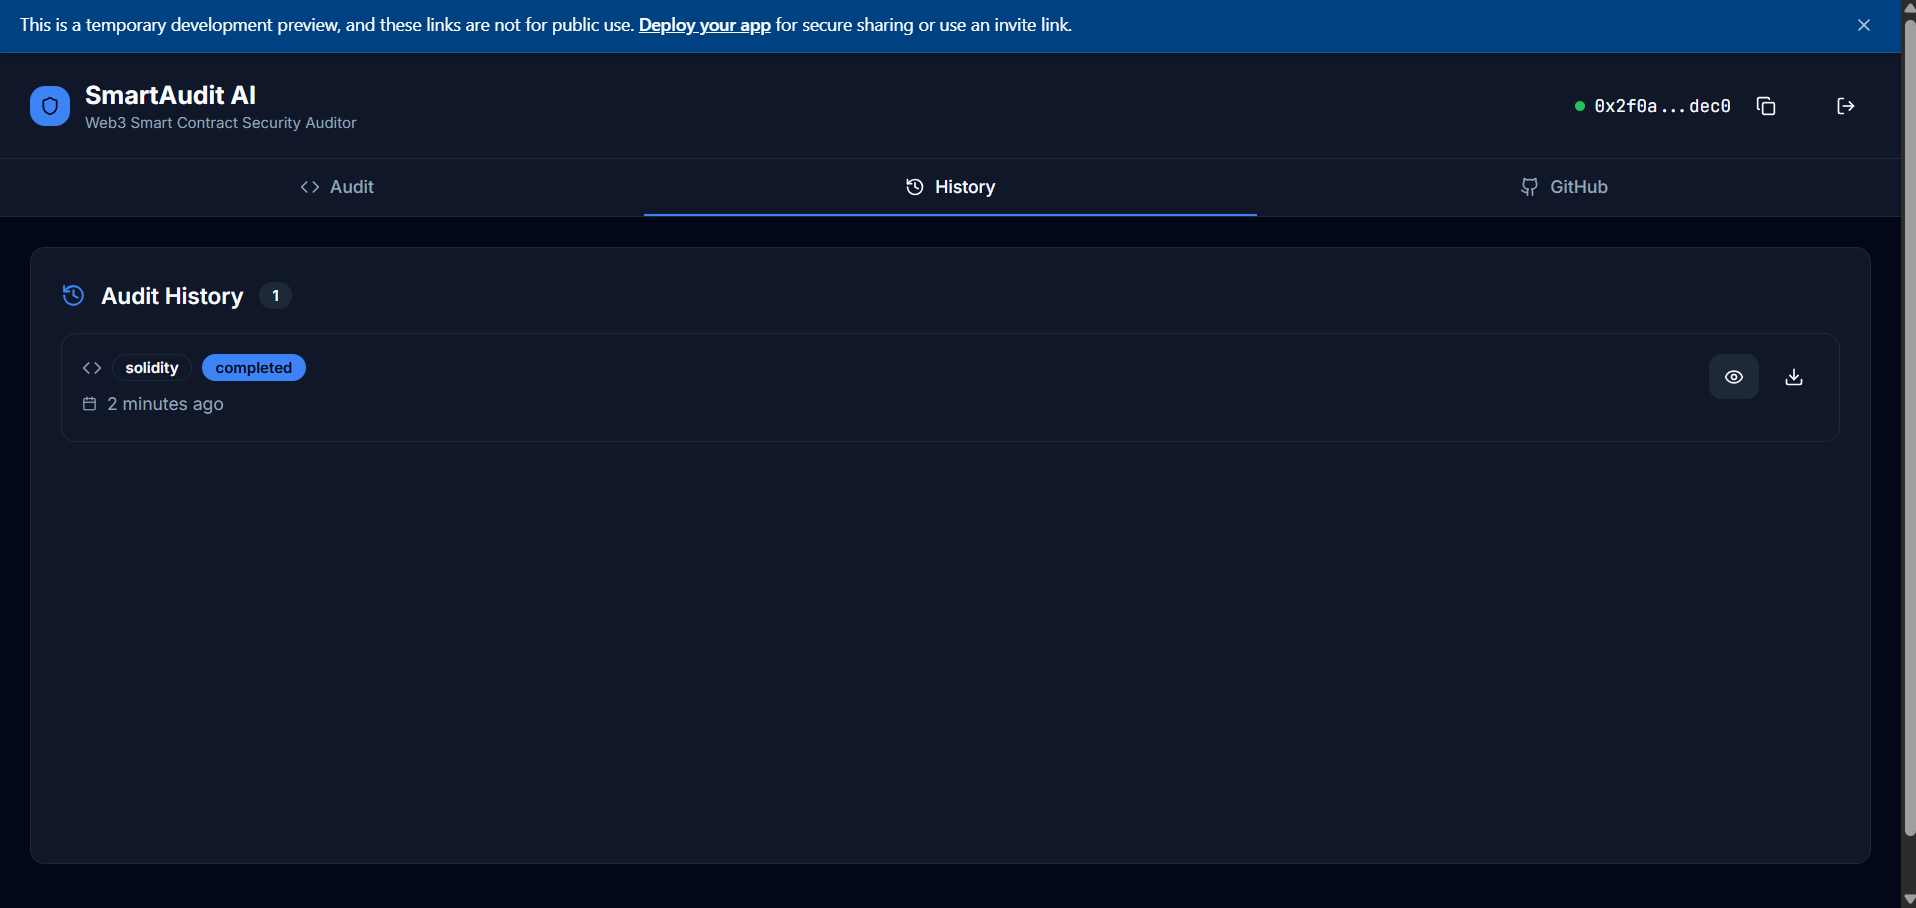 This is a temporary development preview, and these links are not for public use. Deploy your app for secure sharing or use an invite link.
SmartAudit AI
Web3 Smart Contract Security Auditor
0x2f0a...dec0
Audit
History
GitHub
Audit History 1
solidity completed
2 minutes ago